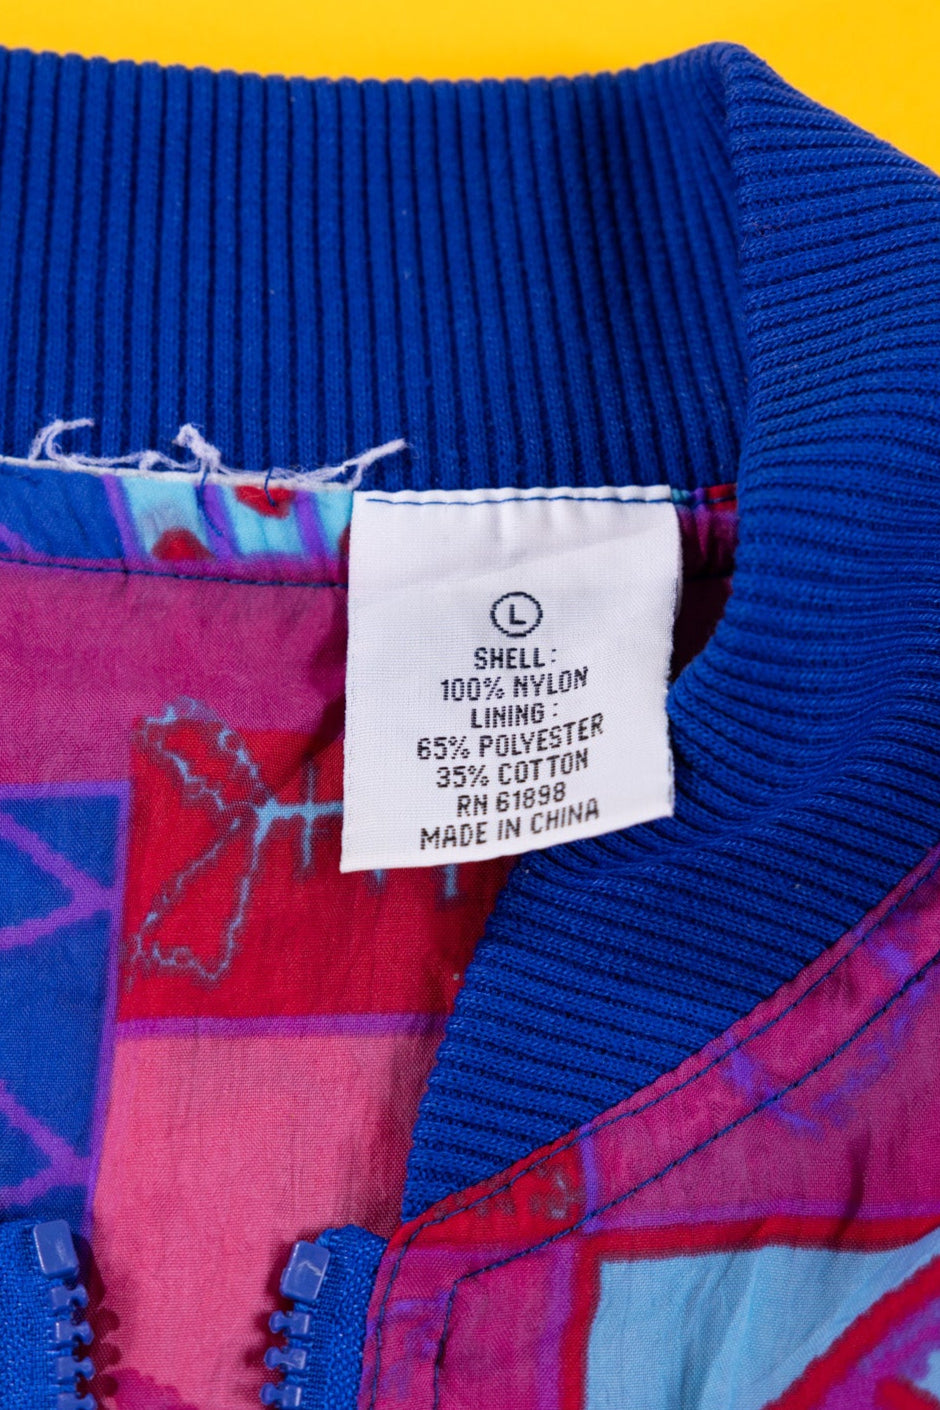 L
SHELL:
100% NYLON
LINING:
65% POLYESTER
35% COTTON
RN 61898
MADE IN CHINA